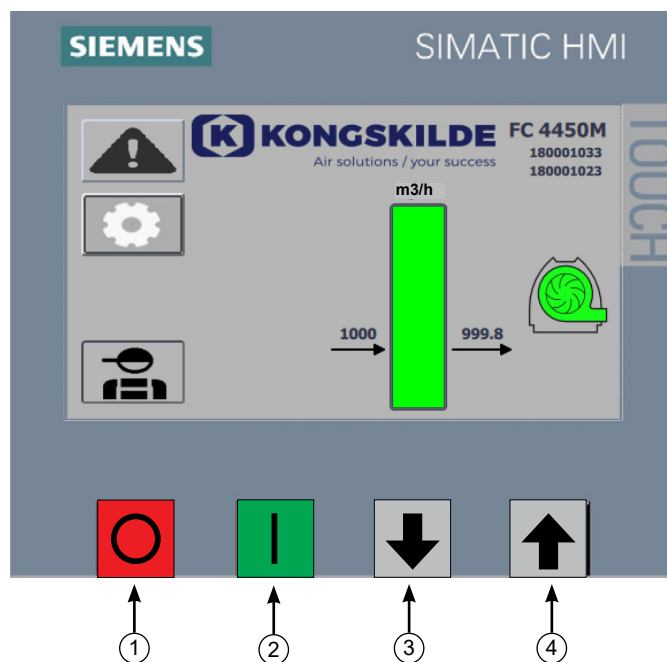 SIEMENS
SIMATIC HMI
TOUCH
K KONGSKILDE
Air solutions / your success
FC 4450M
180001033
180001023
m3/h
1000
999.8
1
2
3
4